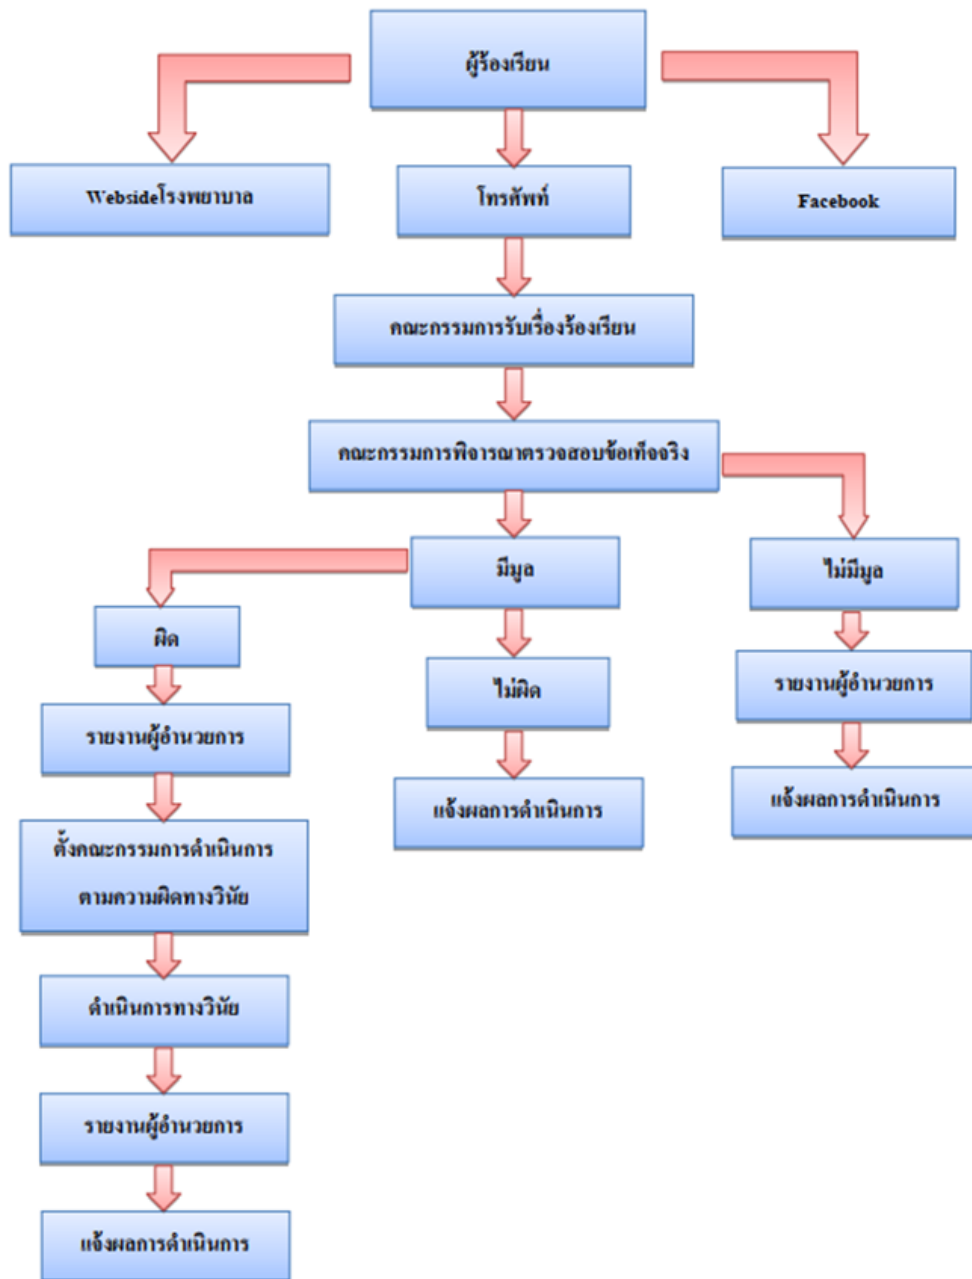 ผู้ร้องเรียน
Websideโรงพยาบาล
โทรศัพท์
Facebook
คณะกรรมการรับเรื่องร้องเรียน
คณะกรรมการพิจารณาตรวจสอบข้อเท็จจริง
มีมูล
ไม่มีมูล
ผิด
ไม่ผิด
รายงานผู้อำนวยการ
รายงานผู้อำนวยการ
แจ้งผลการดำเนินการ
แจ้งผลการดำเนินการ
ตั้งคณะกรรมการดำเนินการ
ตามความผิดทางวินัย
ดำเนินการทางวินัย
รายงานผู้อำนวยการ
แจ้งผลการดำเนินการ